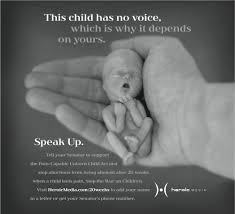 This child has no voice,
which is why it depends
on yours.
Speak Up.
Tell your Senator to support
the Pain-Capable Unborn Child Act and
stop abortions from being allowed after 20 weeks,
when a child feels pain. Stop the War on Children.
Visit HeroicMedia.com/20weeks to add your name
to a letter or get your Senator's phone number.
heroic MEDIA